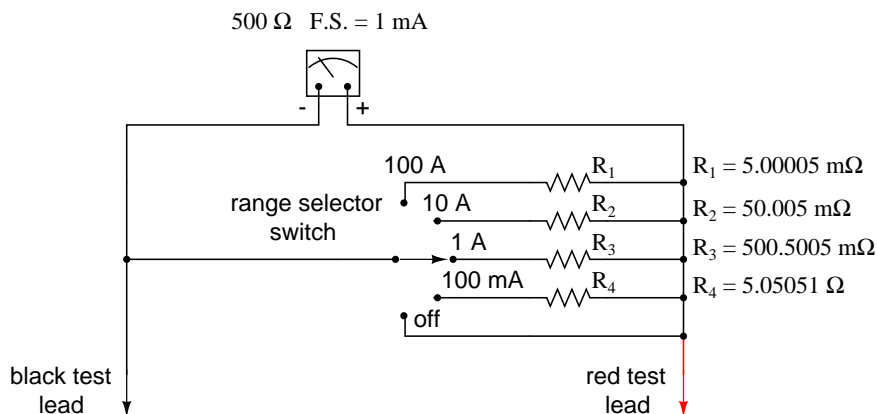 500 Ω F.S. = 1 mA
- +
100 A R₁ R₁ = 5.00005 mΩ
10 A R₂ R₂ = 50.005 mΩ
range selector
switch
1 A R₃ R₃ = 500.5005 mΩ
100 mA R₄ R₄ = 5.05051 Ω
off
black test
lead
red test
lead